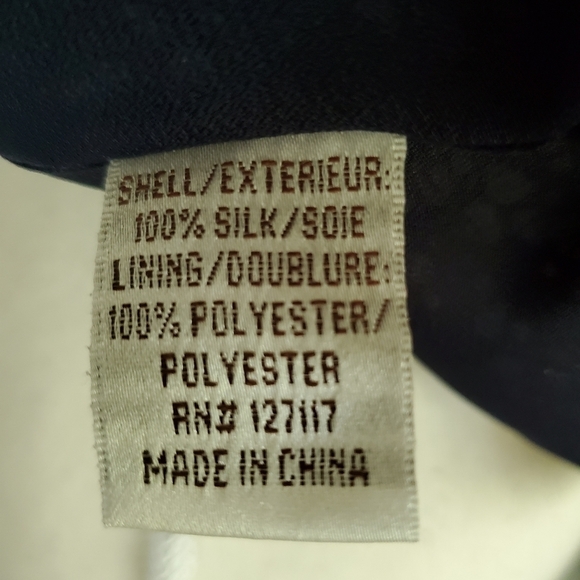 SHELL/EXTERIEUR:
100% SILK/SOIE
LINING/DOUBLURE:
100% POLYESTER/
POLYESTER
RN# 127117
MADE IN CHINA